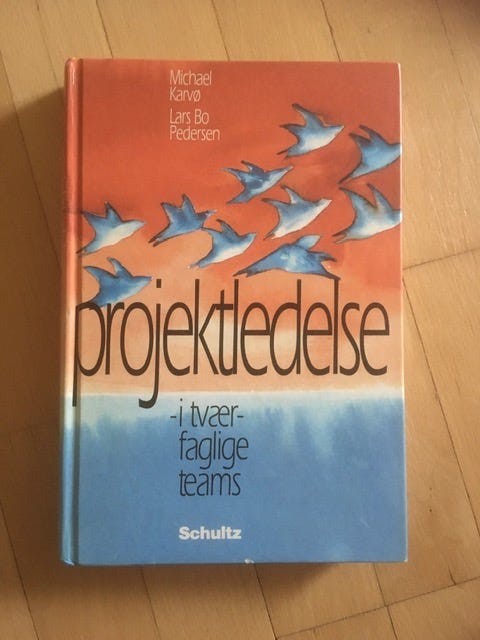 Michael
Karvø
Lars Bo
Pedersen
projektledelse
-i tvær-
faglige
teams
Schultz